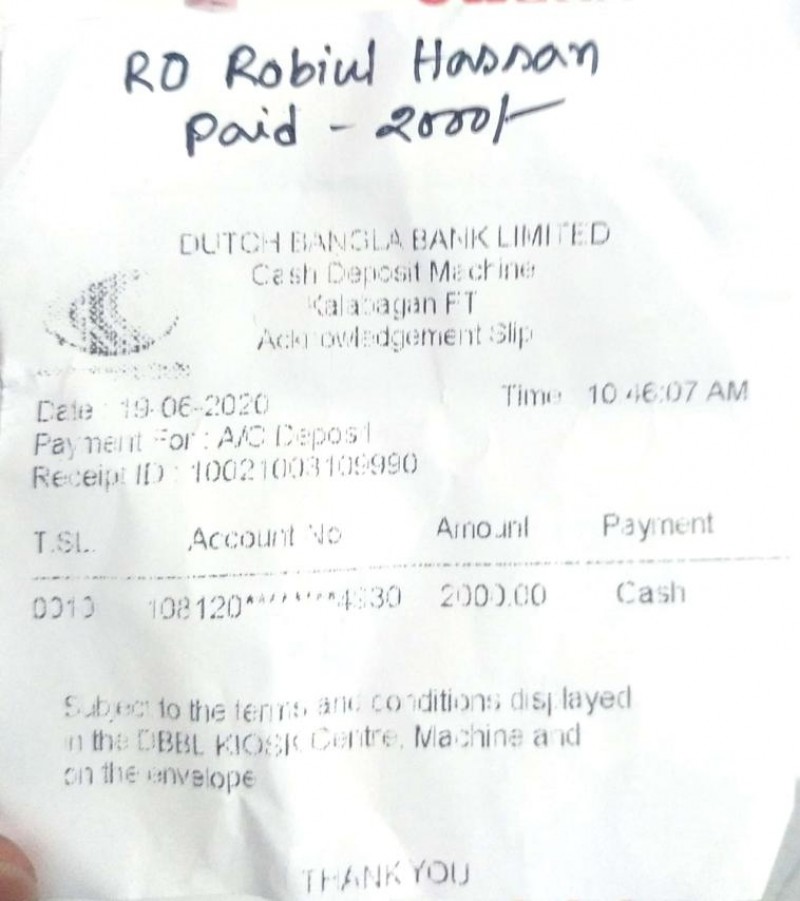 RO Robiul Hassan
Paid - 2000/-
DUTCH BANGLA BANK LIMITED
Cash Deposit Machine
Kalabagan FT
Acknowledgement Slip
Date : 19-06-2020 Time 10:46:07 AM
Payment For : A/C Deposit
Receipt ID : 10021003109990
T.SL. Account No Amount Payment
108120********4330 2000.00 Cash
Subject to the terms and conditions displayed
in the DBBL KIOSK Centre, Machine and
on the envelope
THANK YOU